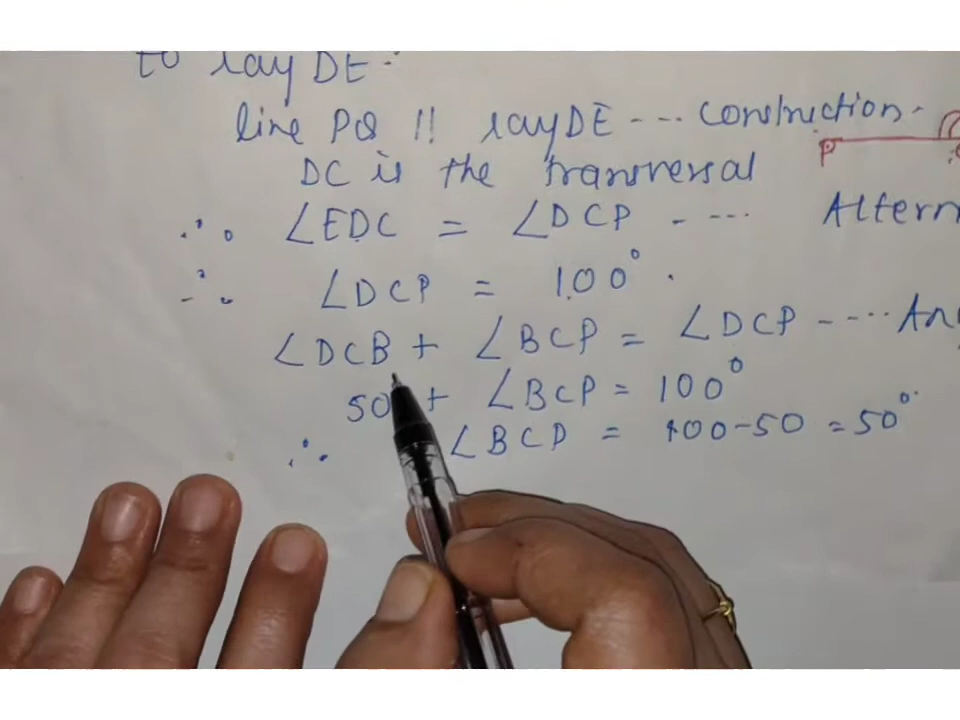 to ray DE.
line PQ || ray DE ---- construction.
P
DC is the transversal
∴ ∠EDC = ∠DCP - --- Altern
∴ ∠DCP = 100° .
∠DCB + ∠BCP = ∠DCP ---- An
50 + ∠BCP = 100°
∴ ∠BCP = 100-50 = 50°.